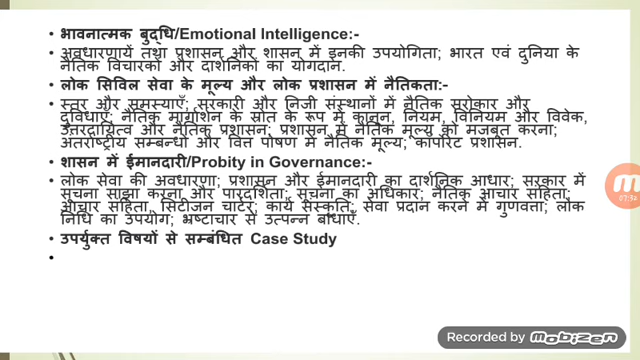 • भावनात्मक बुद्धि/Emotional Intelligence:-
• अवधारणायें तथा प्रशासन और शासन में इनकी उपयोगिता; भारत एवं दुनिया के
नैतिक विचारकों और दार्शनिकों का योगदान.
• लोक सिविल सेवा के मूल्य और लोक प्रशासन में नैतिकता:-
• स्तर और समस्याएँ; सरकारी और निजी संस्थानों में नैतिक सरोकार और
दुविधाएं; नैतिक मार्गाशन के स्रोत के रूप में कानून, नियम, विनियम और विवेक,
उत्तरदायित्व और नैतिक प्रशासन; प्रशासन में नैतिक मूल्य को मजबूत करना;
अंतर्राष्ट्रीय सम्बन्धों और वित्त पोषण में नैतिक मूल्य; कार्पोरेट प्रशासन.
• शासन में ईमानदारी/Probity in Governance:-
• लोक सेवा की अवधारणा; प्रशासन और ईमानदारी का दार्शनिक आधार; सरकार में
सूचना साझा करना और पारदर्शिता; सूचना का अधिकार; नैतिक आचार संहिता;
आचार संहिता, सिटीजन चार्टर; कार्य संस्कृति; सेवा प्रदान करने में गुणवत्ता; लोक
निधि का उपयोग; भ्रष्टाचार से उत्पन्न बाधाएँ.
• उपर्युक्त विषयों से सम्बंधित Case Study
•
Recorded by mobizen